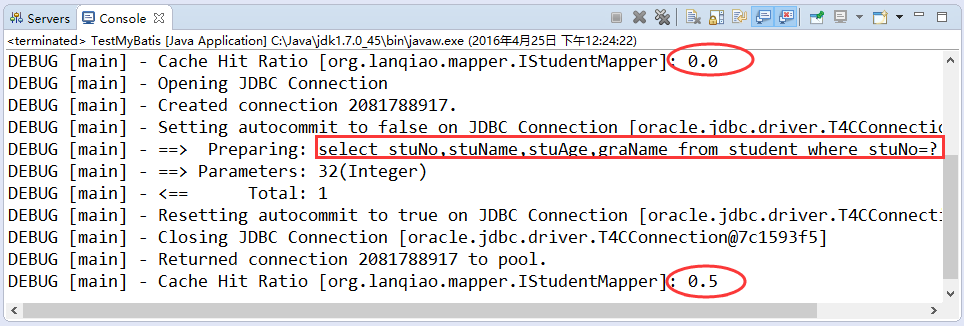 Servers Console
<terminated> TestMyBatis [Java Application] C:\Java\jdk1.7.0_45\bin\javaw.exe (2016年4月25日 下午12:24:22)
DEBUG [main] - Cache Hit Ratio [org.lanqiao.mapper.IStudentMapper]: 0.0
DEBUG [main] - Opening JDBC Connection
DEBUG [main] - Created connection 2081788917.
DEBUG [main] - Setting autocommit to false on JDBC Connection [oracle.jdbc.driver.T4CConnectio
DEBUG [main] - ==>  Preparing: select stuNo,stuName,stuAge,graName from student where stuNo=?
DEBUG [main] - ==> Parameters: 32(Integer)
DEBUG [main] - <==      Total: 1
DEBUG [main] - Resetting autocommit to true on JDBC Connection [oracle.jdbc.driver.T4CConnecti
DEBUG [main] - Closing JDBC Connection [oracle.jdbc.driver.T4CConnection@7c1593f5]
DEBUG [main] - Returned connection 2081788917 to pool.
DEBUG [main] - Cache Hit Ratio [org.lanqiao.mapper.IStudentMapper]: 0.5